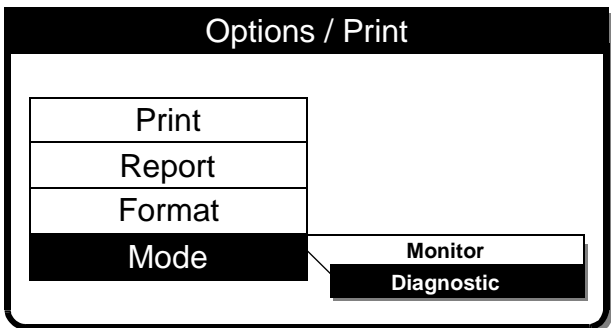 Options / Print
Print
Report
Format
Mode
Monitor
Diagnostic